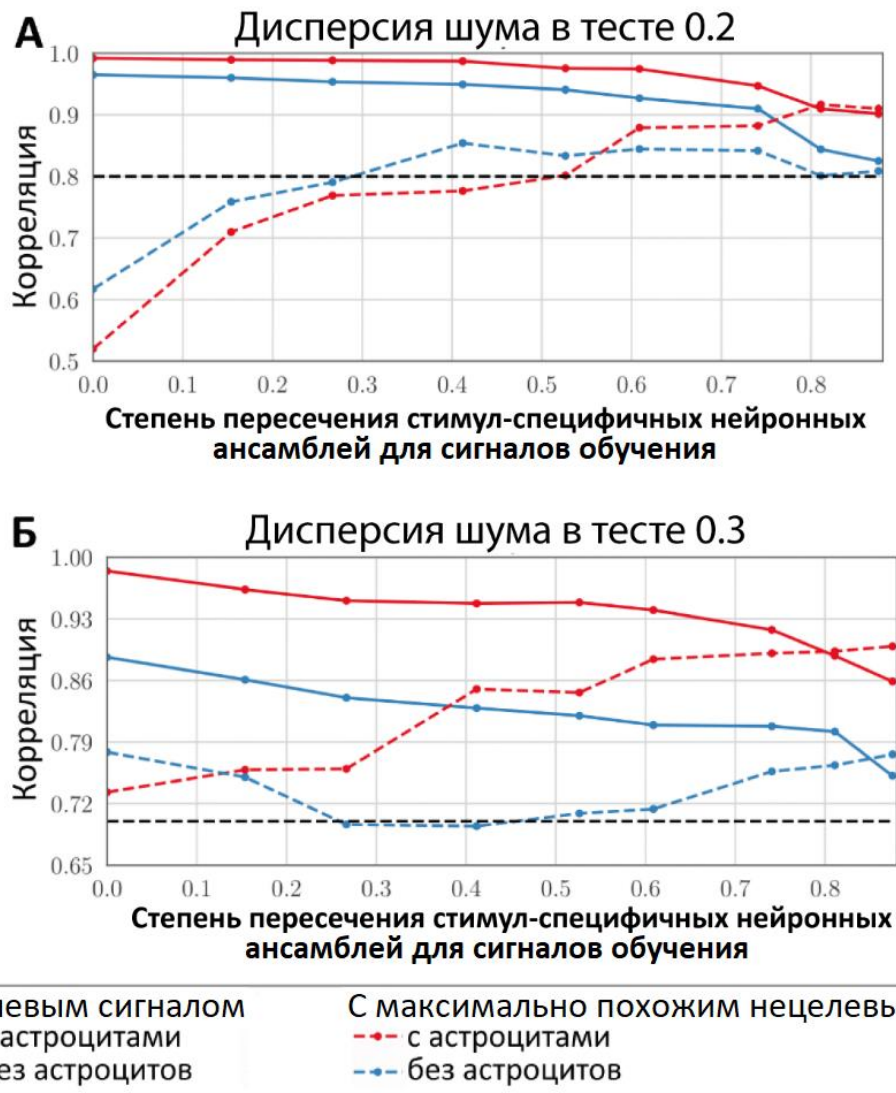 А
Дисперсия шума в тесте 0.2
Корреляция
1.0
0.9
0.8
0.7
0.6
0.5
0.0 0.1 0.2 0.3 0.4 0.5 0.6 0.7 0.8
Степень пересечения стимул-специфичных нейронных
ансамблей для сигналов обучения
Б
Дисперсия шума в тесте 0.3
Корреляция
1.00
0.93
0.86
0.79
0.72
0.65
0.0 0.1 0.2 0.3 0.4 0.5 0.6 0.7 0.8
Степень пересечения стимул-специфичных нейронных
ансамблей для сигналов обучения
левым сигналом С максимально похожим нецелевы
астроцитами с астроцитами
ез астроцитов без астроцитов